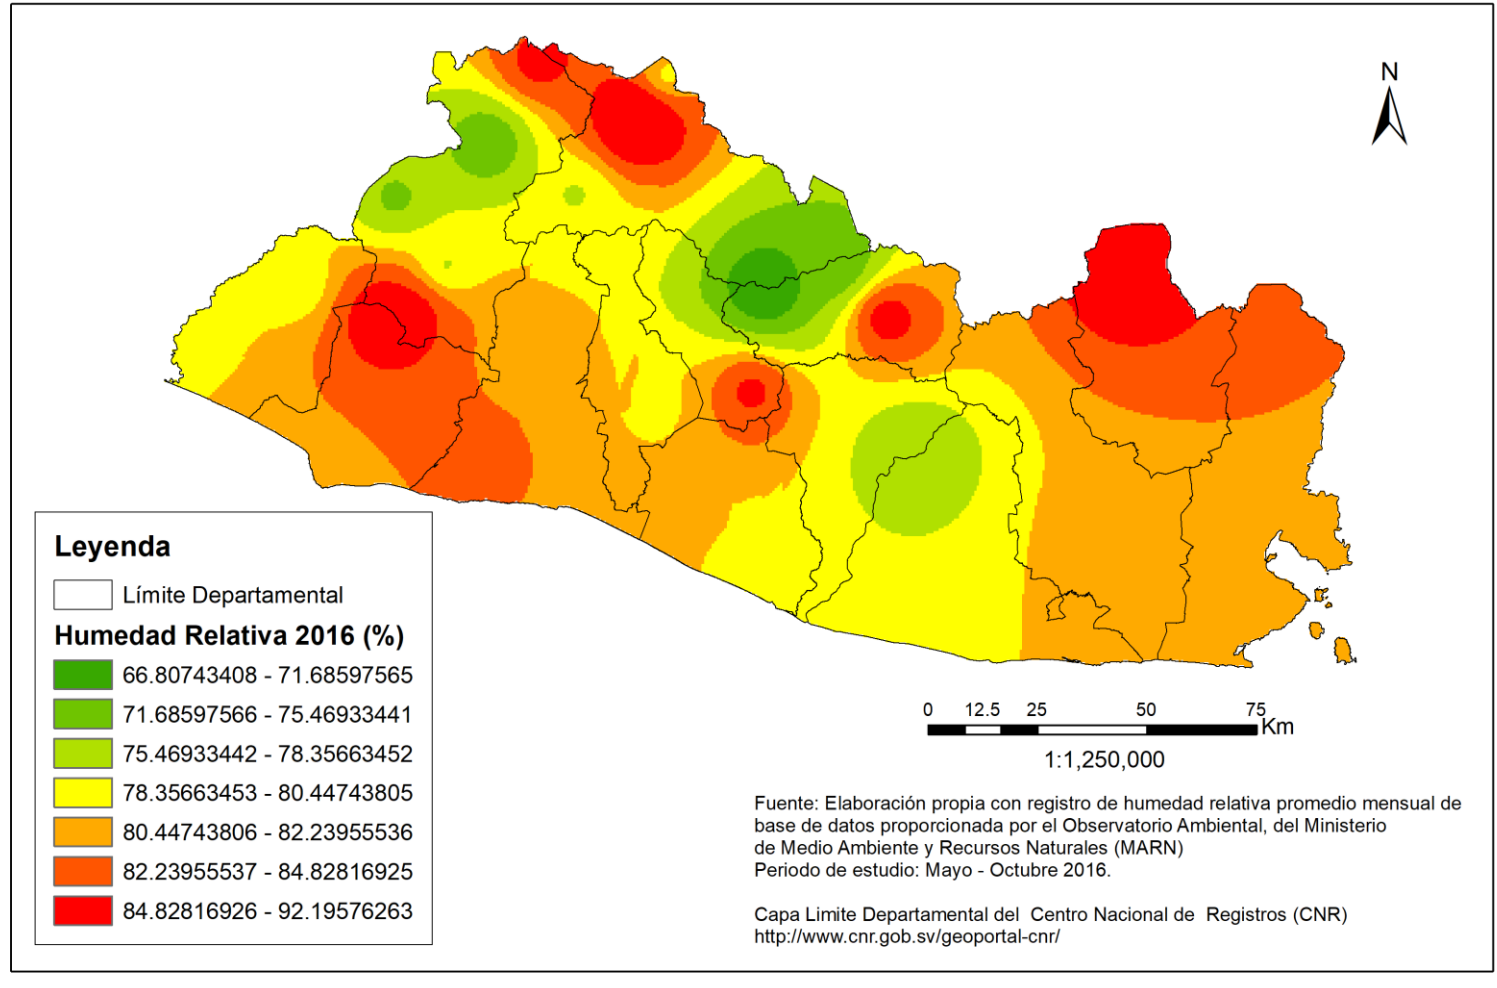 N
Leyenda
Límite Departamental
Humedad Relativa 2016 (%)
66.80743408 - 71.68597565
71.68597566 - 75.46933441
75.46933442 - 78.35663452
78.35663453 - 80.44743805
80.44743806 - 82.23955536
82.23955537 - 84.82816925
84.82816926 - 92.19576263
0 12.5 25 50 75
Km
1:1,250,000
Fuente: Elaboración propia con registro de humedad relativa promedio mensual de
base de datos proporcionada por el Observatorio Ambiental, del Ministerio
de Medio Ambiente y Recursos Naturales (MARN)
Periodo de estudio: Mayo - Octubre 2016.
Capa Limite Departamental del Centro Nacional de Registros (CNR)
http://www.cnr.gob.sv/geoportal-cnr/